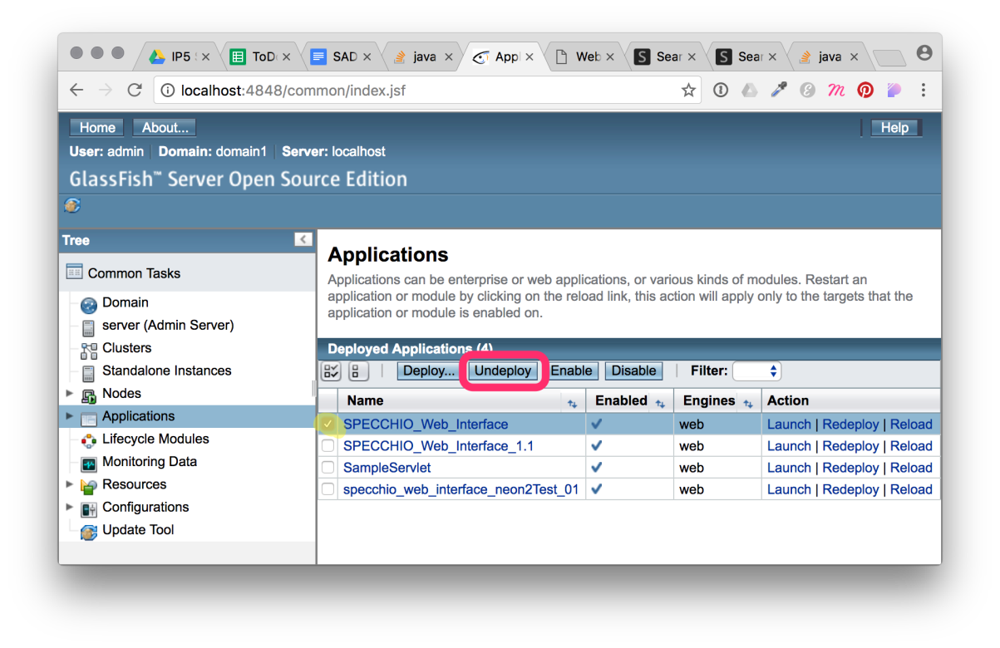 IP5
ToD
SAD
java
Appl
Web
Sear
Sear
java
localhost:4848/common/index.jsf
Home About... Help
User: admin Domain: domain1 Server: localhost
GlassFish™ Server Open Source Edition
Tree
Common Tasks
Domain
server (Admin Server)
Clusters
Standalone Instances
Nodes
Applications
Lifecycle Modules
Monitoring Data
Resources
Configurations
Update Tool
Applications
Applications can be enterprise or web applications, or various kinds of modules. Restart an
application or module by clicking on the reload link, this action will apply only to the targets that the
application or module is enabled on.
Deployed Applications (4)
Deploy... Undeploy Enable Disable Filter:
Name Enabled Engines Action
SPECCHIO_Web_Interface web Launch | Redeploy | Reload
SPECCHIO_Web_Interface_1.1 web Launch | Redeploy | Reload
SampleServlet web Launch | Redeploy | Reload
specchio_web_interface_neon2Test_01 web Launch | Redeploy | Reload